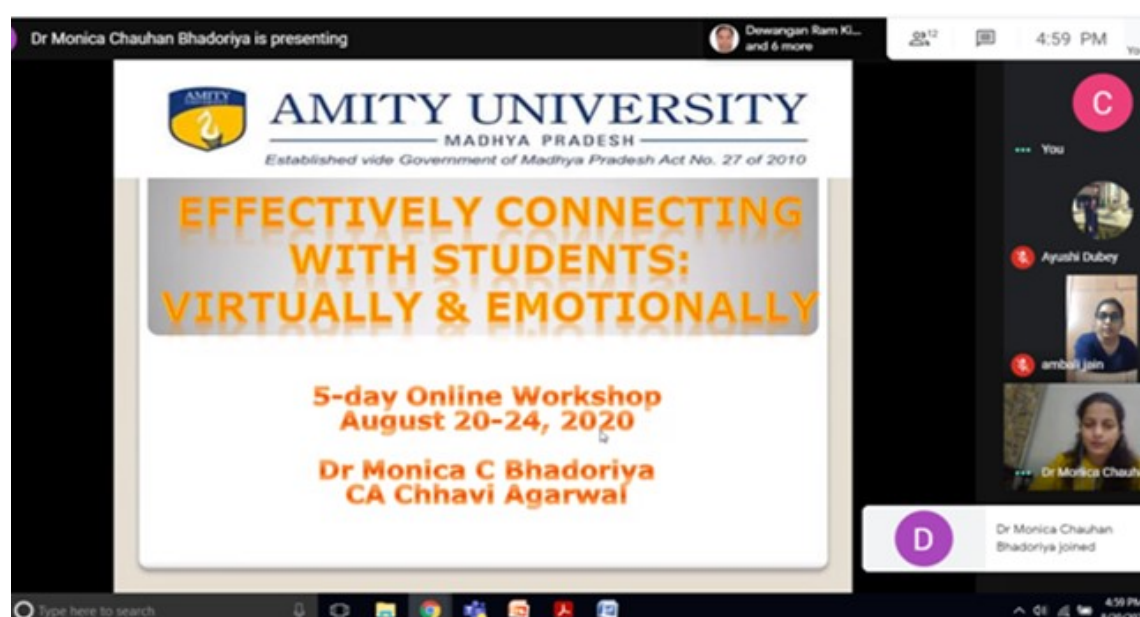 Dr Monica Chauhan Bhadoriya is presenting
Dewangan Ram Ki...
and 6 more
12
4:59 PM
You
AMITY
UNIVERSITY
AMITY UNIVERSITY
MADHYA PRADESH
Established vide Government of Madhya Pradesh Act No. 27 of 2010
EFFECTIVELY CONNECTING
WITH STUDENTS:
VIRTUALLY & EMOTIONALLY
5-day Online Workshop
August 20-24, 2020
Dr Monica C Bhadoriya
CA Chhavi Agarwal
C
You
Ayushi Dubey
ambali jain
Dr Monica Chauh
D
Dr Monica Chauhan
Bhadoriya joined
Type here to search
4:59 PM